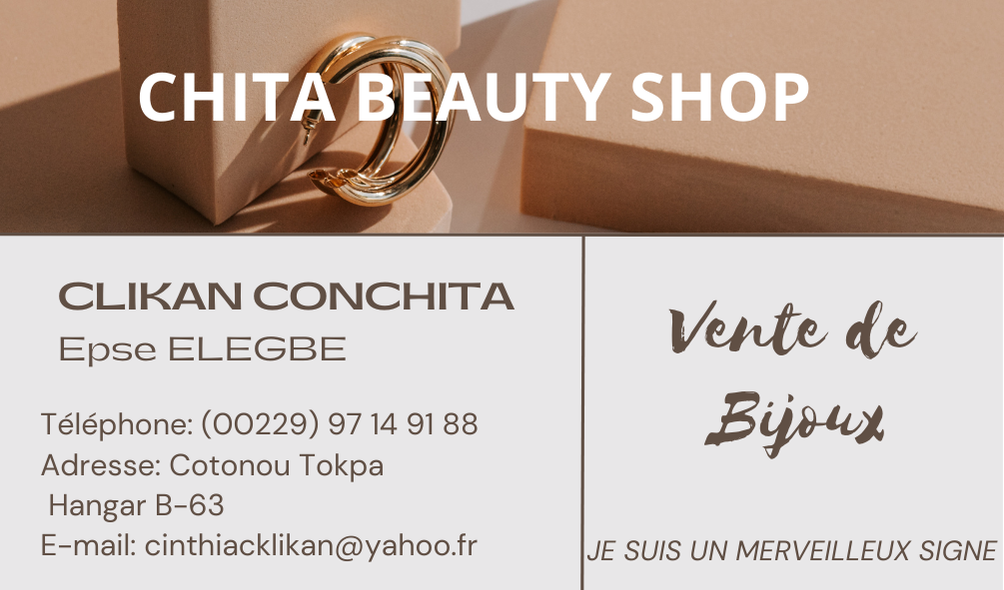 CHITA BEAUTY SHOP
CLIKAN CONCHITA
Epse ELEGBE
Téléphone: (00229) 97 14 91 88
Adresse: Cotonou Tokpa
Hangar B-63
E-mail: cinthiacklikan@yahoo.fr
Vente de
Bijoux
JE SUIS UN MERVEILLEUX SIGNE